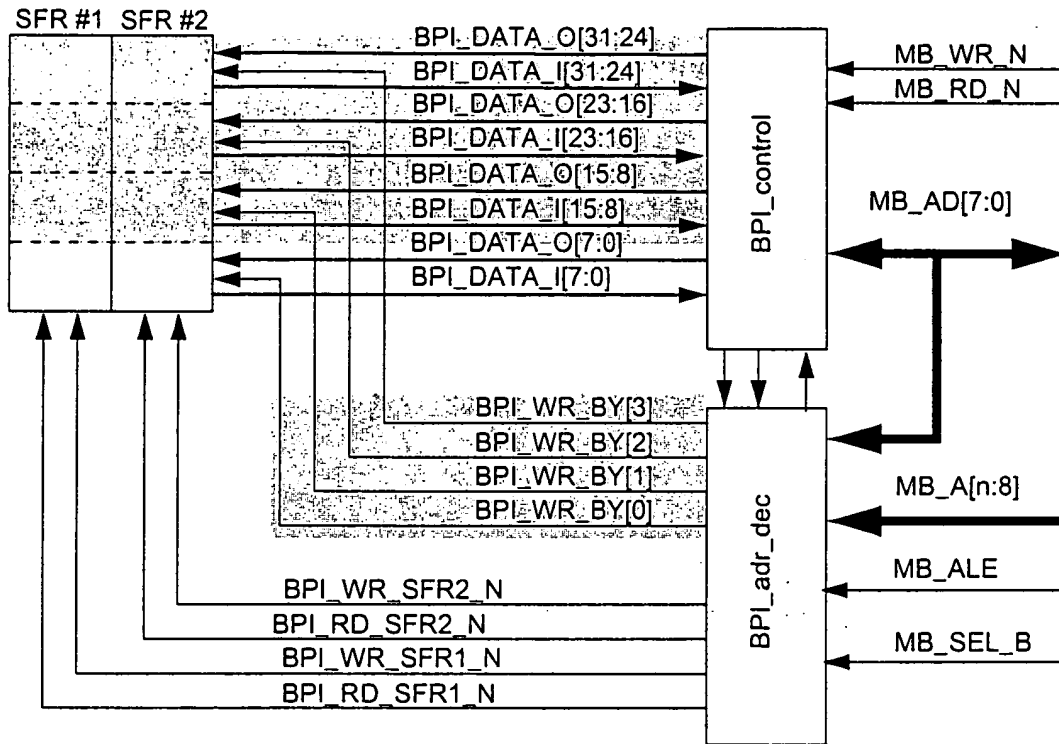 SFR #1 SFR #2
BPI_DATA_O[31:24]
BPI_DATA_I[31:24]
BPI_DATA_O[23:16]
BPI_DATA_I[23:16]
BPI_DATA_O[15:8]
BPI_DATA_I[15:8]
BPI_DATA_O[7:0]
BPI_DATA_I[7:0]
BPI_control
MB_WR_N
MB_RD_N
MB_AD[7:0]
BPI_WR_BY[3]
BPI_WR_BY[2]
BPI_WR_BY[1]
BPI_WR_BY[0]
BPI_WR_SFR2_N
BPI_RD_SFR2_N
BPI_WR_SFR1_N
BPI_RD_SFR1_N
BPI_adr_dec
MB_A[n:8]
MB_ALE
MB_SEL_B